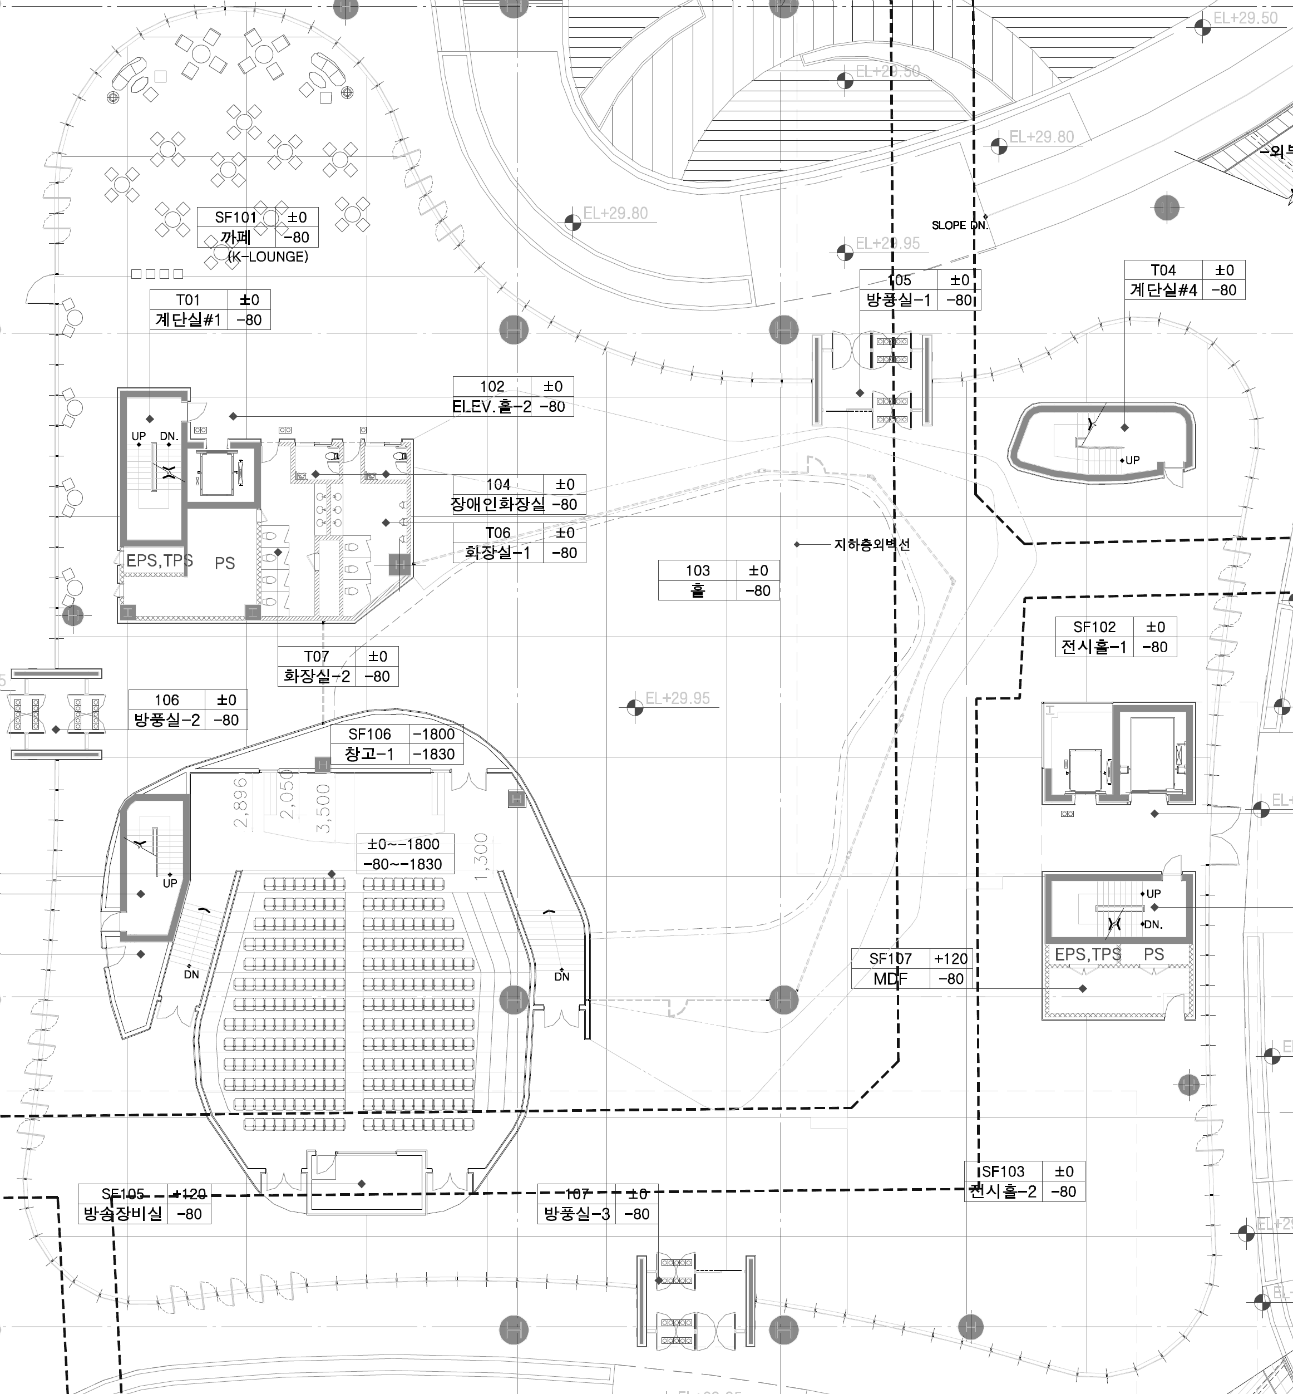 EL+29.50
EL+29.50
EL+29.80
-외부
EL+29.80
SF101 ±0
까페 -80
(K-LOUNGE)
SLOPE DN.
EL+29.95
T04 ±0
계단실#4 -80
105 ±0
방풍실-1 -80
T01 ±0
계단실#1 -80
102 ±0
ELEV.홀-2 -80
UP DN.
UP
104 ±0
장애인화장실 -80
T06 ±0
화장실-1 -80
지하층외벽선
EPS,TPS PS
103 ±0
홀 -80
SF102 ±0
전시홀-1 -80
T07 ±0
화장실-2 -80
106 ±0
방풍실-2 -80
EL+29.95
SF106 -1800
창고-1 -1830
2,896
2,050
3,500
±0~-1800
-80~-1830
1,300
UP
UP
DN.
EPS,TPS PS
SF107 +120
MDF -80
DN
DN
SF103 ±0
전시홀-2 -80
SF105 +120
방송장비실 -80
107 ±0
방풍실-3 -80